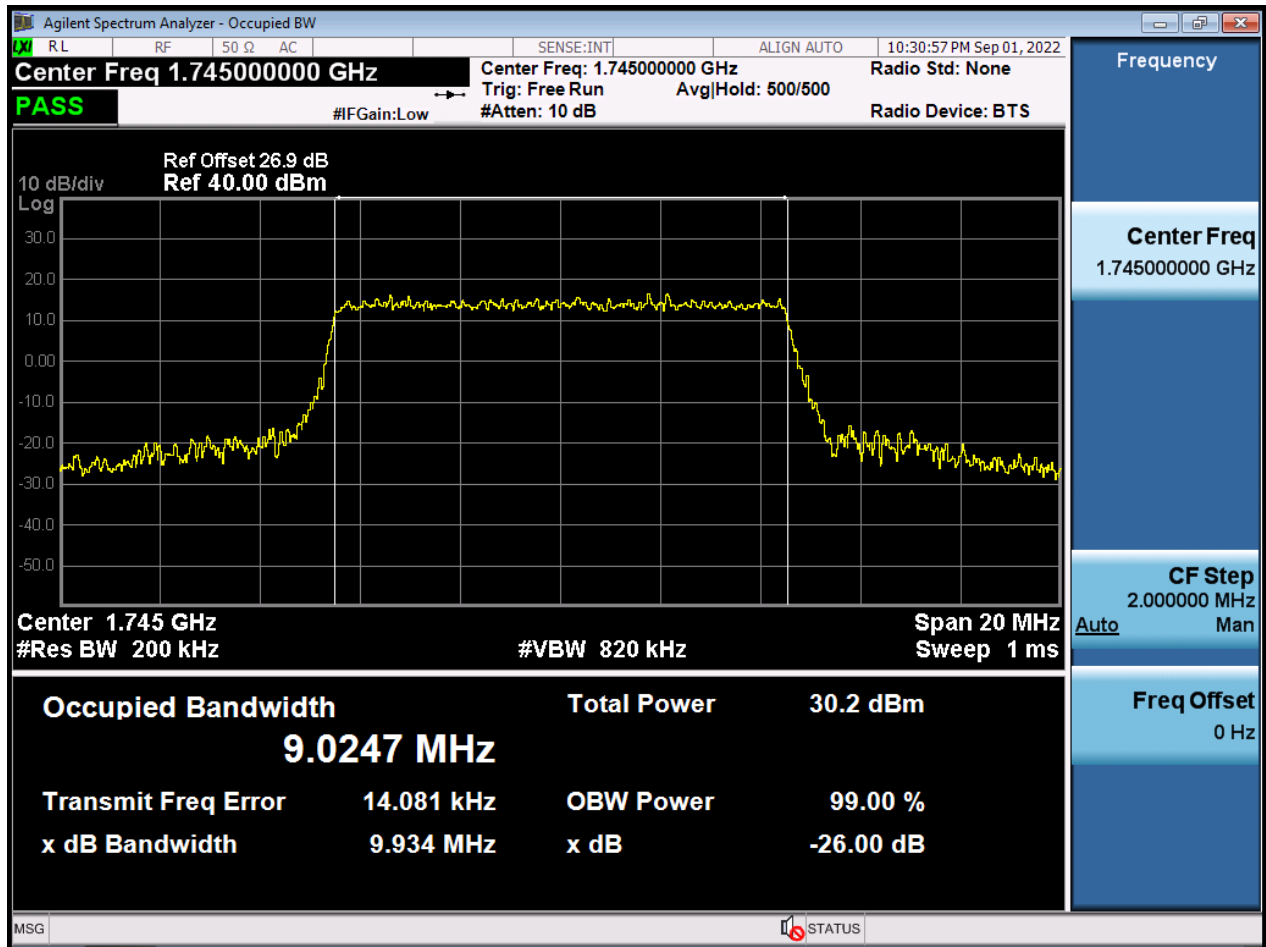 Agilent Spectrum Analyzer - Occupied BW
LXI RL RF 50 Ω AC SENSE:INT ALIGN AUTO 10:30:57 PM Sep 01, 2022
Center Freq 1.745000000 GHz
PASS
#IFGain:Low
Center Freq: 1.745000000 GHz
Trig: Free Run Avg|Hold: 500/500
#Atten: 10 dB
Radio Std: None
Radio Device: BTS
Ref Offset 26.9 dB
10 dB/div Ref 40.00 dBm
Log
30.0
20.0
10.0
0.00
-10.0
-20.0
-30.0
-40.0
-50.0
Center 1.745 GHz Span 20 MHz
#Res BW 200 kHz #VBW 820 kHz Sweep 1 ms
Occupied Bandwidth Total Power 30.2 dBm
9.0247 MHz
Transmit Freq Error 14.081 kHz OBW Power 99.00 %
x dB Bandwidth 9.934 MHz x dB -26.00 dB
MSG STATUS
Frequency
Center Freq
1.745000000 GHz
CF Step
2.000000 MHz
Auto Man
Freq Offset
0 Hz